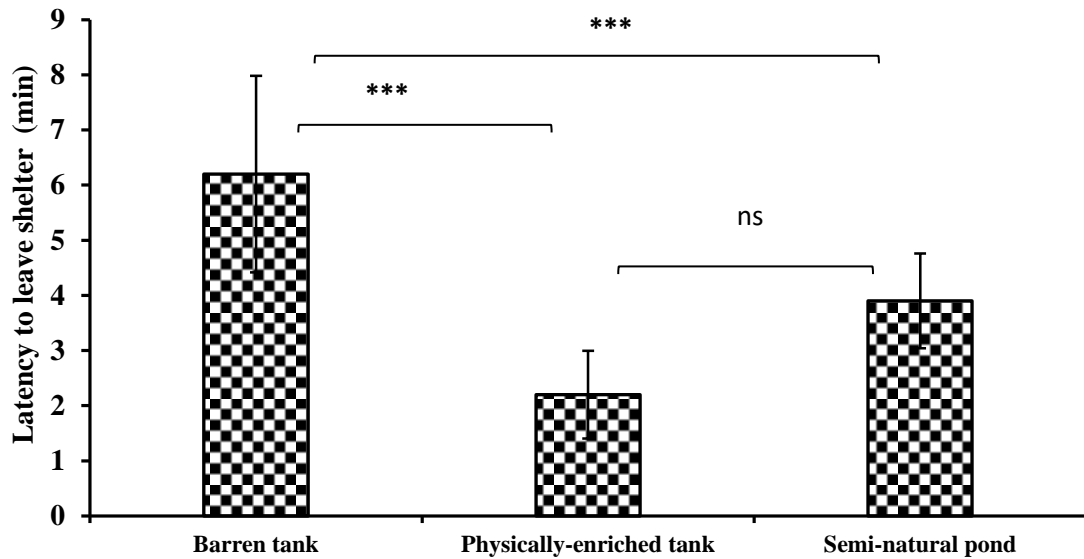 Latency to leave shelter (min)
9
8
7
6
5
4
3
2
1
0
***
***
ns
Barren tank
Physically-enriched tank
Semi-natural pond